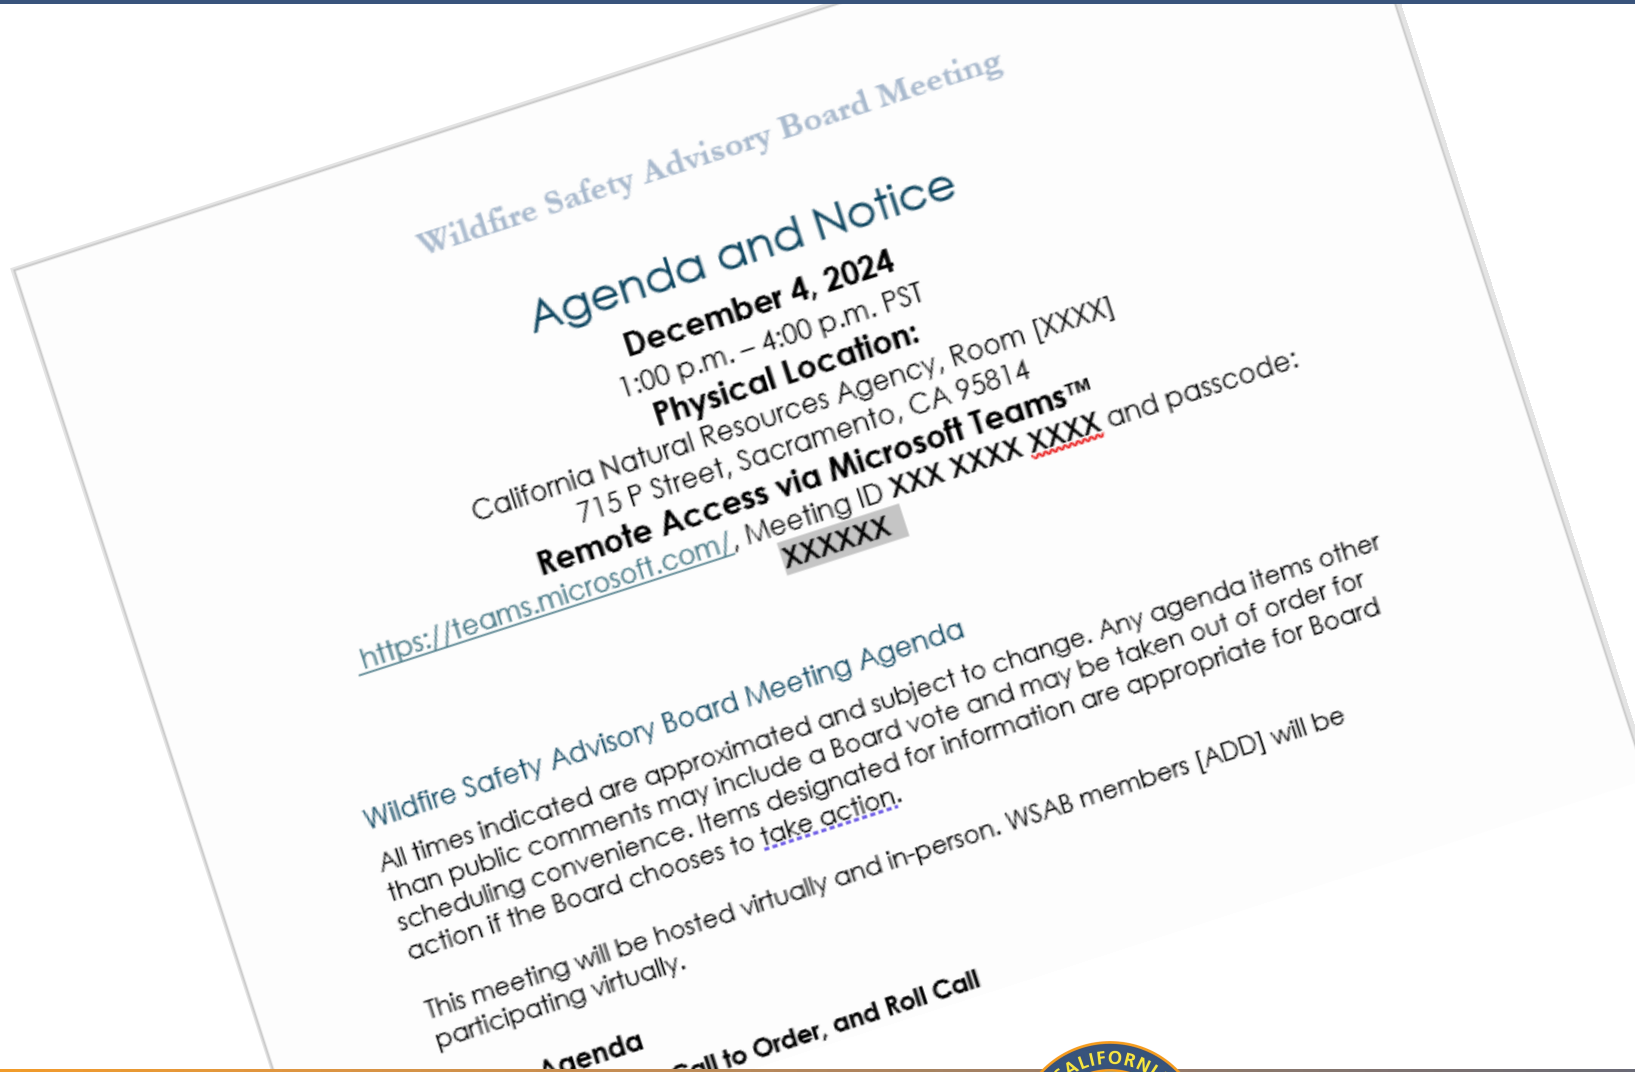 Wildfire Safety Advisory Board Meeting
Agenda and Notice
December 4, 2024
1:00 p.m. – 4:00 p.m. PST
Physical Location:
California Natural Resources Agency, Room [XXXX]
715 P Street, Sacramento, CA 95814
Remote Access via Microsoft Teams™
https://teams.microsoft.com/, Meeting ID XXX XXXX XXXX and passcode:
XXXXXX
Wildfire Safety Advisory Board Meeting Agenda
All times indicated are approximated and subject to change. Any agenda items other
than public comments may include a Board vote and may be taken out of order for
scheduling convenience. Items designated for information are appropriate for Board
action if the Board chooses to take action.
This meeting will be hosted virtually and in-person. WSAB members [ADD] will be
participating virtually.
Agenda
Call to Order, and Roll Call